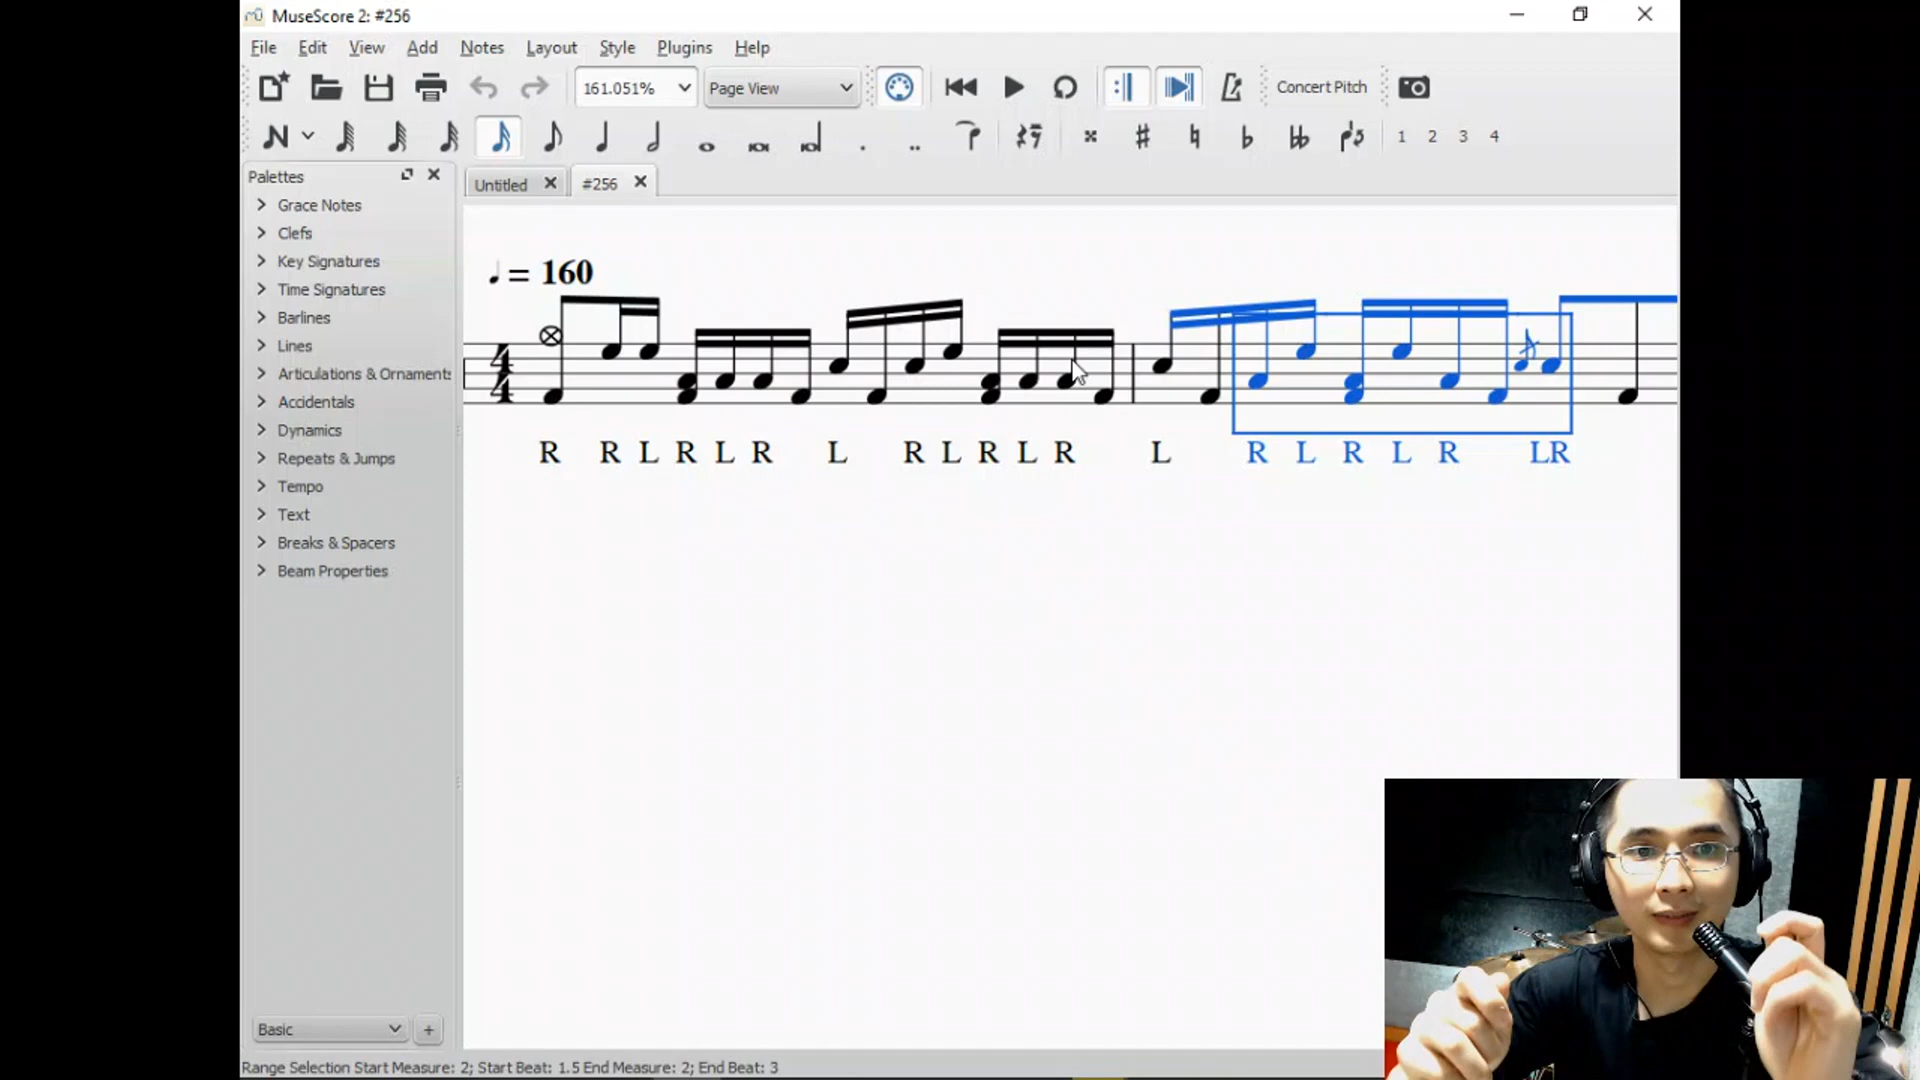 MuseScore 2: #256
File Edit View Add Notes Layout Style Plugins Help
161.051% Page View Concert Pitch
1 2 3 4
Palettes
Untitled #256
Grace Notes
Clefs
Key Signatures
Time Signatures
Barlines
Lines
Articulations & Ornaments
Accidentals
Dynamics
Repeats & Jumps
Tempo
Text
Breaks & Spacers
Beam Properties
= 160
4
4
R R L R L R L R L R L R L R L R L R LR
Basic +
Range Selection Start Measure: 2; Start Beat: 1.5 End Measure: 2; End Beat: 3